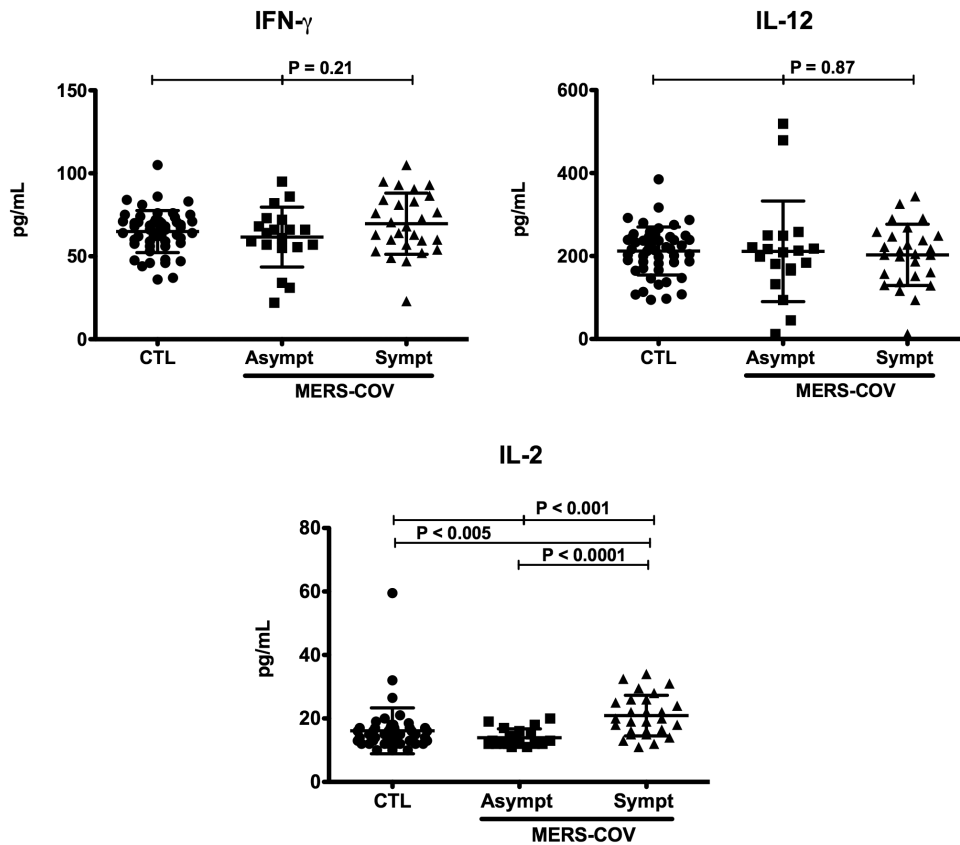 IFN-γ
P = 0.21
150
100
50
0
pg/mL
CTL
Asympt
Sympt
MERS-COV
IL-12
P = 0.87
600
400
200
0
pg/mL
CTL
Asympt
Sympt
MERS-COV
IL-2
P < 0.001
P < 0.005
P < 0.0001
80
60
40
20
0
pg/mL
CTL
Asympt
Sympt
MERS-COV